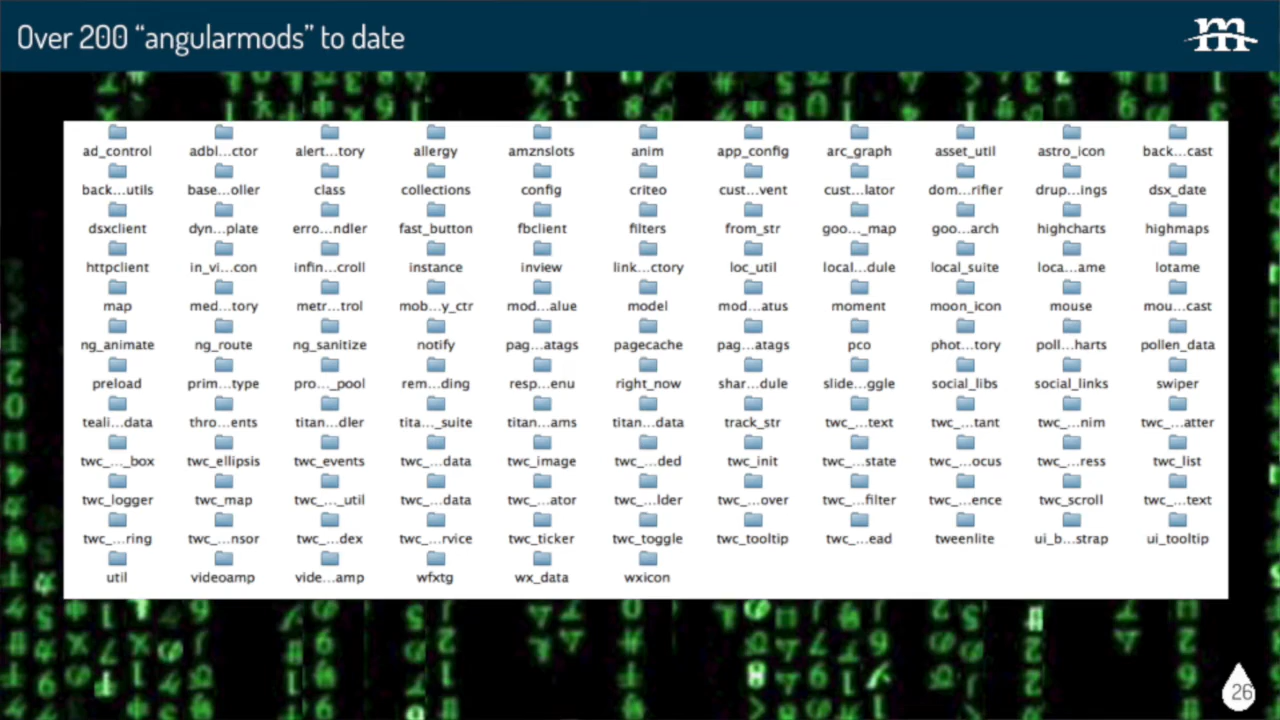 Over 200 “angularmods” to date
m
ad_control adbl...ctor alert...tory allergy amznslots anim app_config arc_graph asset_util astro_icon back...cast
back...utils base...oller class collections config criteo cust...vent cust...lator dom...rifier drup...ings dsx_date
dsxclient dyn...plate erro...ndler fast_button fbclient filters from_str goo..._map goo...arch highcharts highmaps
httpclient in_vi...con infin...croll instance inview link...ctory loc_util local...dule local_suite loca...ame lotame
map med...tory metr...trol mob...y_ctr mod...alue model mod...atus moment moon_icon mouse mou...cast
ng_animate ng_route ng_sanitize notify pag...atags pagecache pag...atags pco phot...tory poll...harts pollen_data
preload prim...type pro..._pool rem...ding resp...enu right_now shar...dule slide...ggle social_libs social_links swiper
teali...data thro...ents titan...dler tita..._suite titan...ams titan...data track_str twc_...text twc_...tant twc_...nim twc_...atter
twc_..._box twc_ellipsis twc_events twc_...data twc_image twc_...ded twc_init twc_...state twc_...ocus twc_...ress twc_list
twc_logger twc_map twc_..._util twc_...data twc_...ator twc_...lder twc_...over twc_...filter twc_...ence twc_scroll twc_...text
twc_...ring twc_...nsor twc_...dex twc_...rvice twc_ticker twc_toggle twc_tooltip twc_...ead tweenlite ui_b...strap ui_tooltip
util videoamp vide...amp wfxtg wx_data wxicon
26